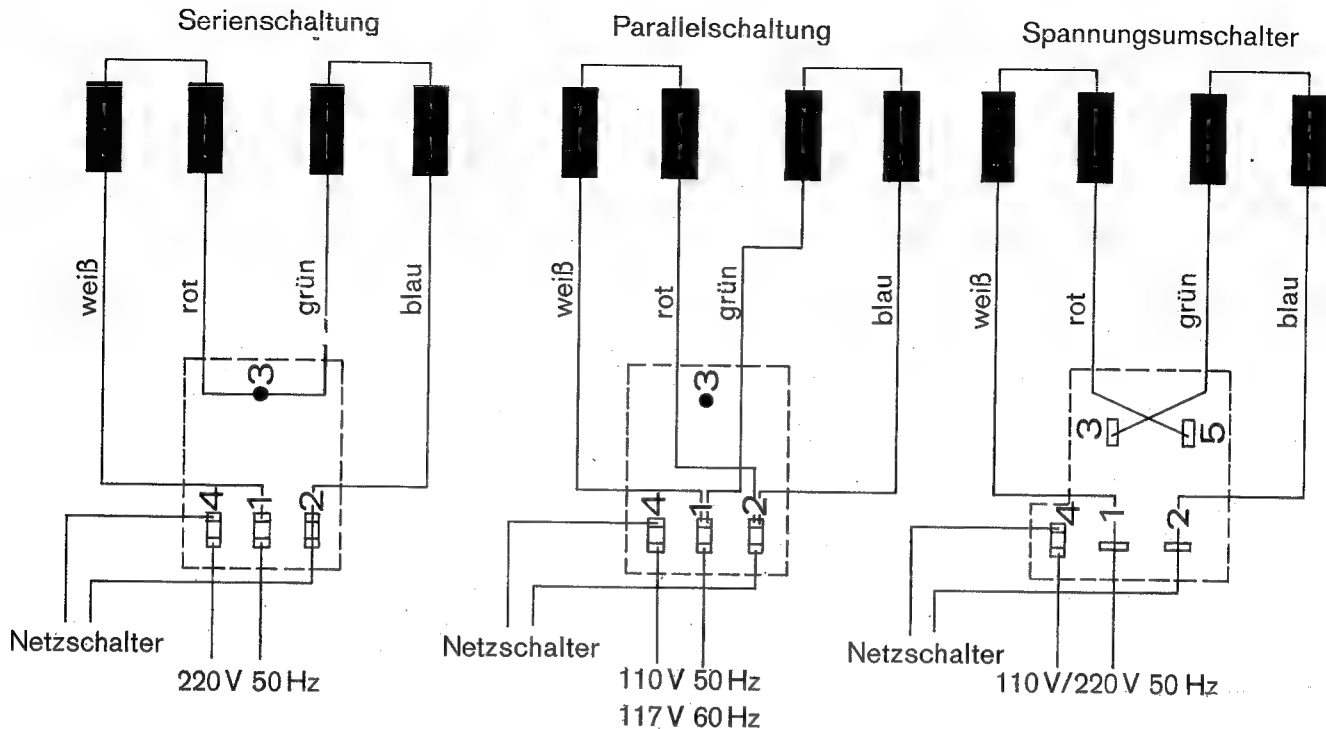 Serienschaltung
weiß
rot
grün
blau
3
4
1
2
Netzschalter
220 V 50 Hz
Parallelschaltung
weiß
rot
grün
blau
3
4
1
2
Netzschalter
110 V 50 Hz
117 V 60 Hz
Spannungsumschalter
weiß
rot
grün
blau
3
5
4
1
2
Netzschalter
110 V/220 V 50 Hz